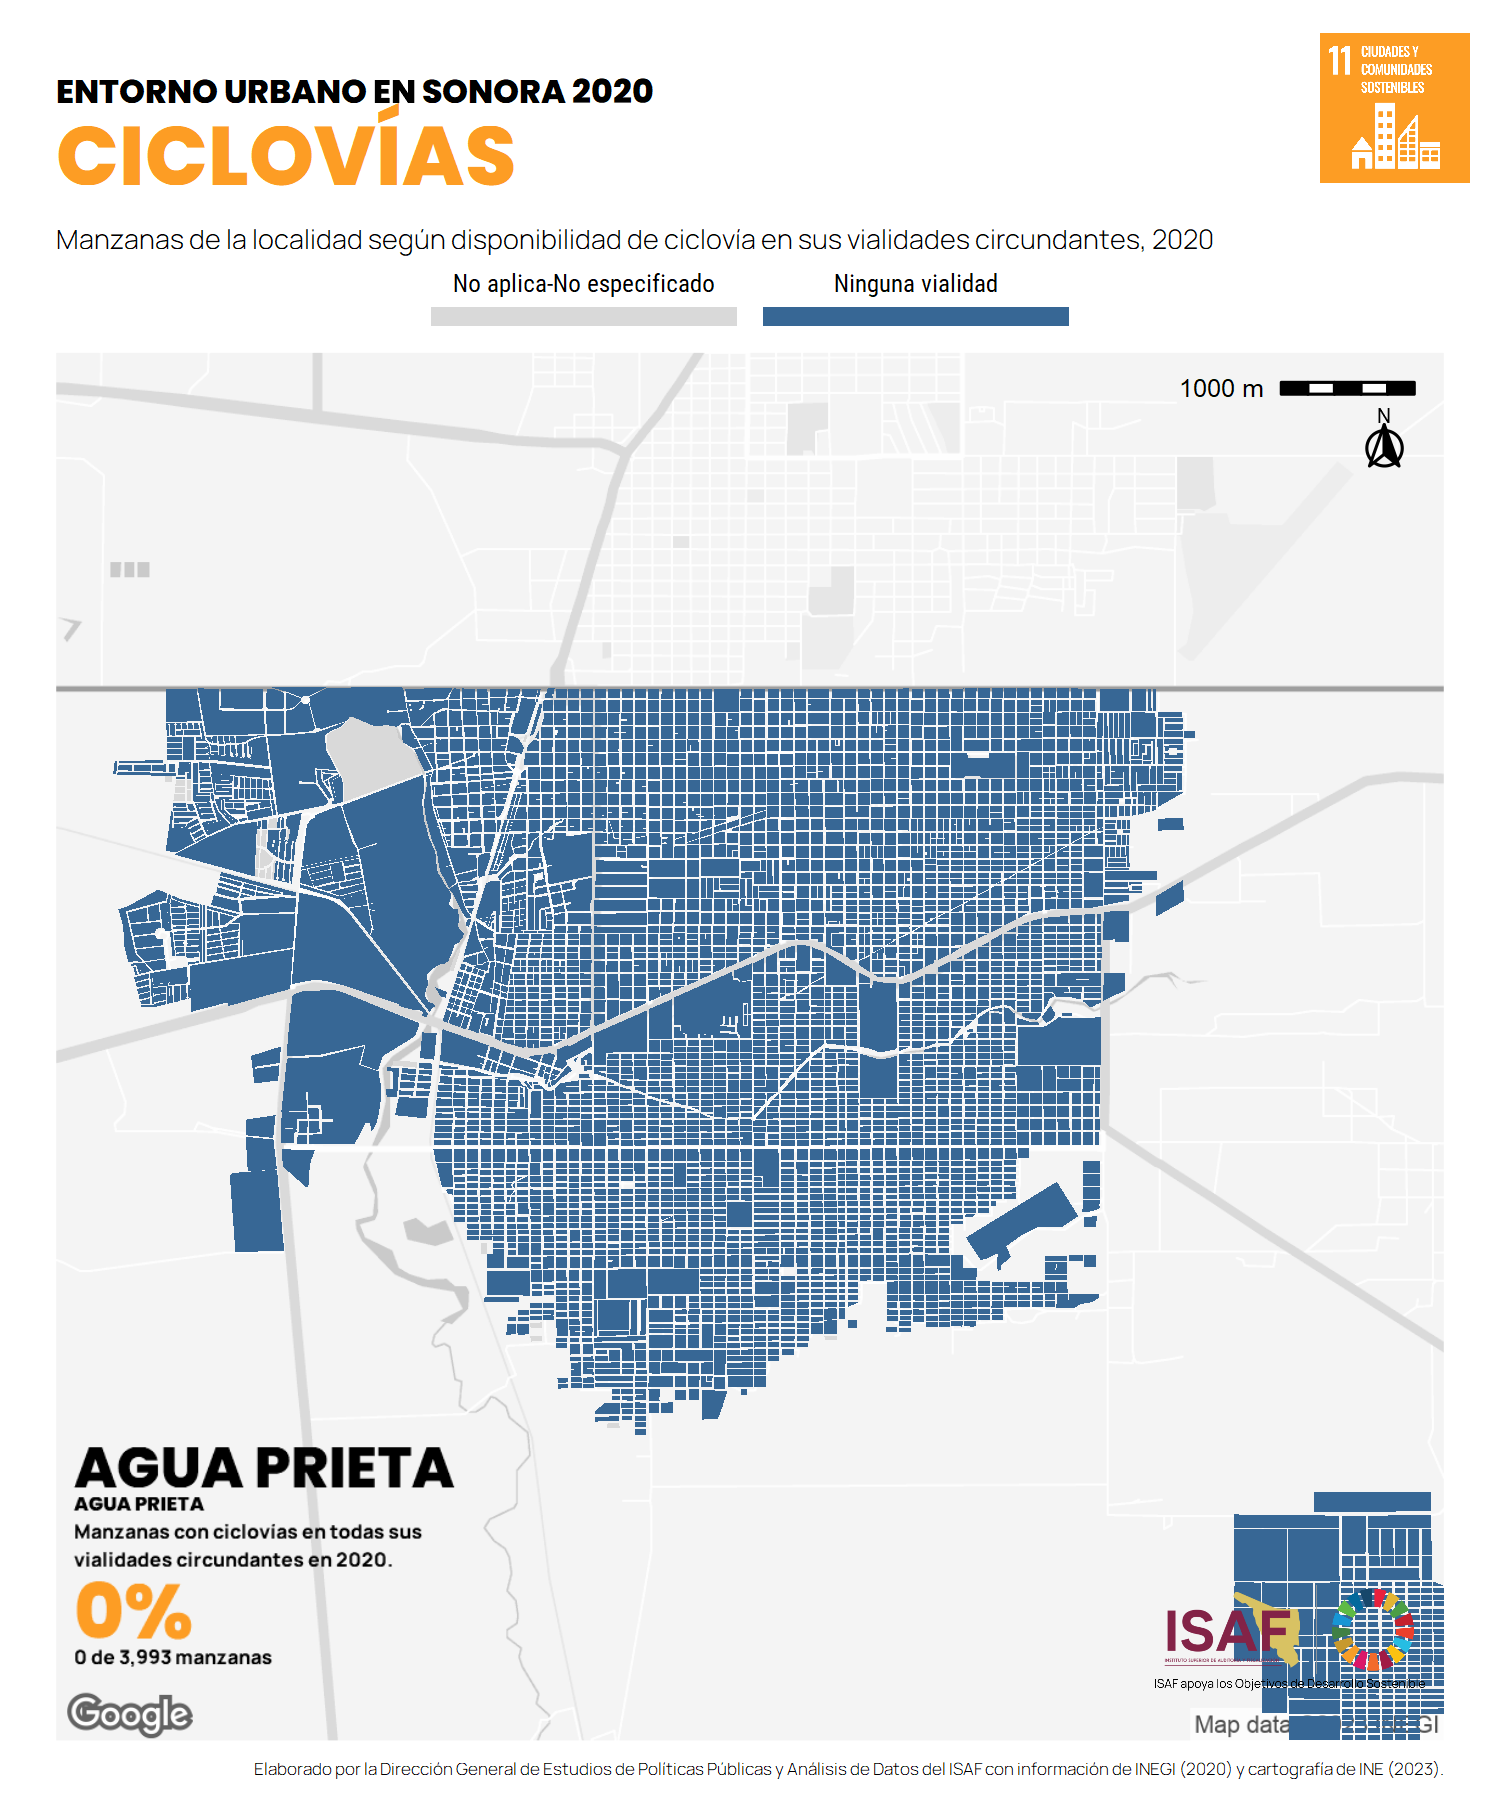 ENTORNO URBANO EN SONORA 2020
CICLOVÍAS
11 CIUDADES Y
COMUNIDADES
SOSTENIBLES
Manzanas de la localidad según disponibilidad de ciclovía en sus vialidades circundantes, 2020
No aplica-No especificado
Ninguna vialidad
1000 m
N
AGUA PRIETA
AGUA PRIETA
Manzanas con ciclovias en todas sus
vialidades circundantes en 2020.
0%
0 de 3,993 manzanas
Google
ISAF
ISAF apoya los Objetivos de Desarrollo Sostenible
Map data
Elaborado por la Dirección General de Estudios de Políticas Públicas y Análisis de Datos del ISAF con información de INEGI (2020) y cartografía de INE (2023).